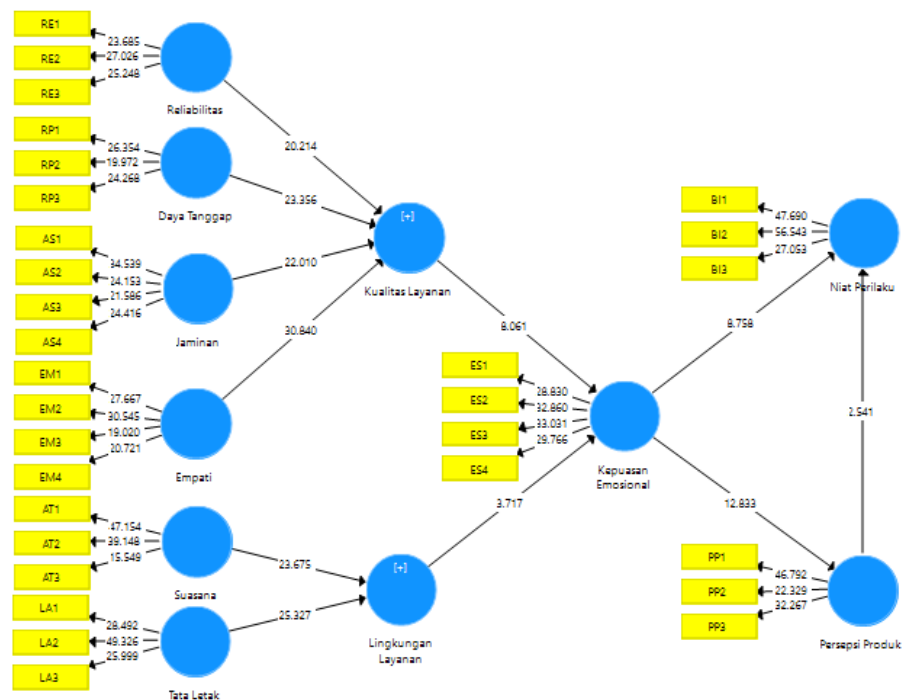 RE1
23.685
RE2
27.026
RE3
25.248
Reliabilitas
20.214
RP1
26.354
RP2
19.972
RP3
24.268
Daya Tanggap
23.356
AS1
34.539
AS2
24.153
AS3
21.586
AS4
24.416
Jaminan
22.010
[+]
Kualitas Layanan
EM1
27.667
EM2
30.545
EM3
19.020
EM4
20.721
Empati
30.840
AT1
47.154
AT2
39.148
AT3
15.549
Suasana
23.675
LA1
28.492
LA2
49.326
LA3
25.999
Tata Letak
25.327
[+]
Lingkungan
Layanan
8.061
3.717
ES1
28.830
ES2
32.860
ES3
33.031
ES4
29.766
Kepuasan
Emosional
8.758
12.833
BI1
47.690
BI2
56.543
BI3
27.053
Niat Perilaku
2.541
PP1
46.792
PP2
22.329
PP3
32.267
Persepsi Produk